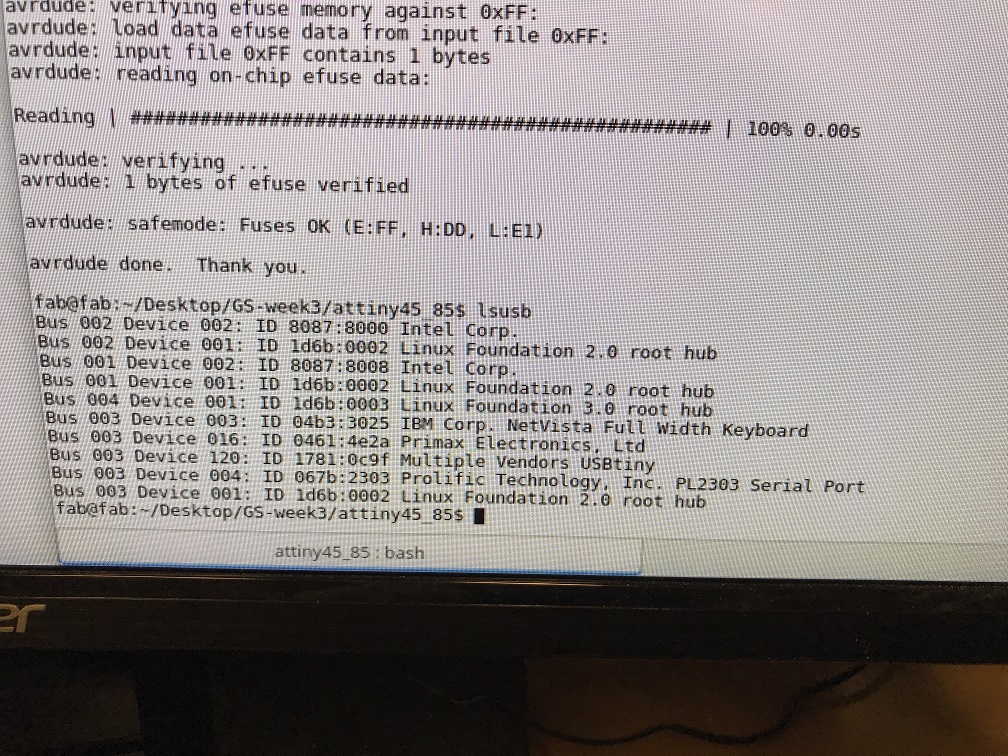 avrdude: verifying efuse memory against 0xFF:
avrdude: load data efuse data from input file 0xFF:
avrdude: input file 0xFF contains 1 bytes
avrdude: reading on-chip efuse data:
Reading | ################################################## | 100% 0.00s
avrdude: verifying ...
avrdude: 1 bytes of efuse verified
avrdude: safemode: Fuses OK (E:FF, H:DD, L:E1)
avrdude done.  Thank you.
fab@fab:~/Desktop/GS-week3/attiny45_85$ lsusb
Bus 002 Device 002: ID 8087:8000 Intel Corp.
Bus 002 Device 001: ID 1d6b:0002 Linux Foundation 2.0 root hub
Bus 001 Device 002: ID 8087:8008 Intel Corp.
Bus 001 Device 001: ID 1d6b:0002 Linux Foundation 2.0 root hub
Bus 004 Device 001: ID 1d6b:0003 Linux Foundation 3.0 root hub
Bus 003 Device 003: ID 04b3:3025 IBM Corp. NetVista Full Width Keyboard
Bus 003 Device 016: ID 0461:4e2a Primax Electronics, Ltd
Bus 003 Device 120: ID 1781:0c9f Multiple Vendors USBtiny
Bus 003 Device 004: ID 067b:2303 Prolific Technology, Inc. PL2303 Serial Port
Bus 003 Device 001: ID 1d6b:0002 Linux Foundation 2.0 root hub
fab@fab:~/Desktop/GS-week3/attiny45_85$
attiny45_85 : bash